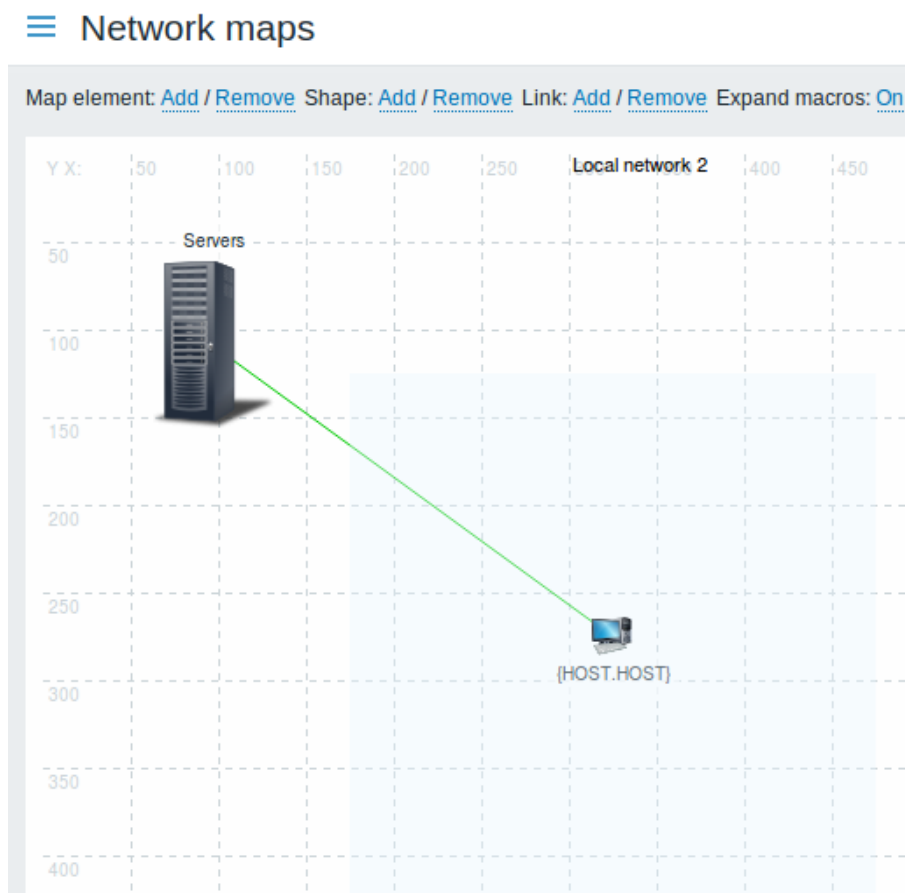 Network maps
Map element: Add / Remove Shape: Add / Remove Link: Add / Remove Expand macros: On
Y X: 50 100 150 200 250 Local network 2 400 450
Servers
50
100
150
200
250
{HOST.HOST}
300
350
400